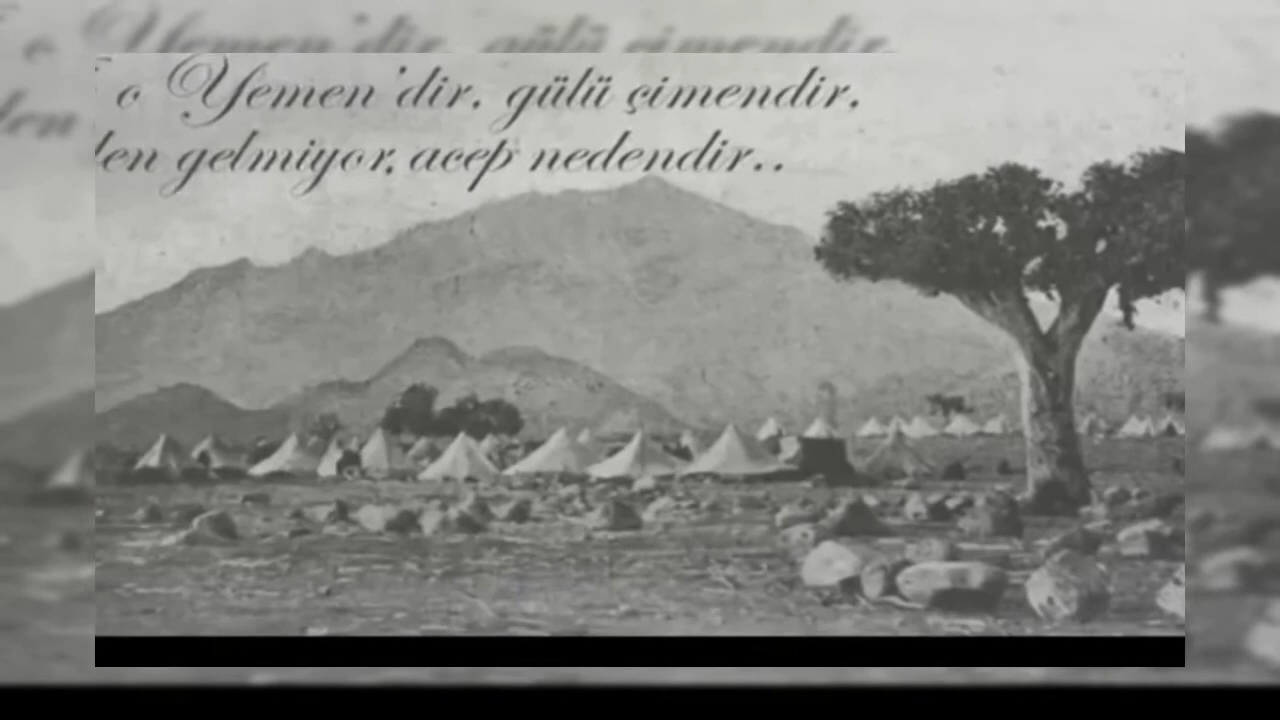 o Yemen'dir, gülü çimendir,
den gelmiyor, acep nedendir..